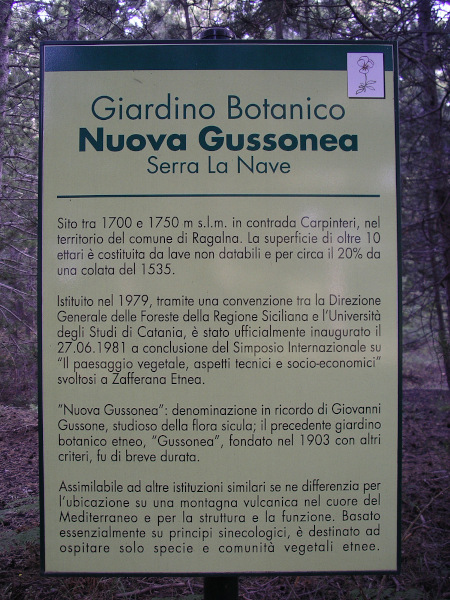 Giardino Botanico
Nuova Gussonea
Serra La Nave
Sito tra 1700 e 1750 m s.l.m. in contrada Carpinteri, nel
territorio del comune di Ragalna. La superficie di oltre 10
ettari è costituita da lave non databili e per circa il 20% da
una colata del 1535.
Istituito nel 1979, tramite una convenzione tra la Direzione
Generale delle Foreste della Regione Siciliana e l'Università
degli Studi di Catania, è stato ufficialmente inaugurato il
27.06.1981 a conclusione del Simposio Internazionale su
"Il paesaggio vegetale, aspetti tecnici e socio-economici"
svoltosi a Zafferana Etnea.
"Nuova Gussonea": denominazione in ricordo di Giovanni
Gussone, studioso della flora sicula; il precedente giardino
botanico etneo, "Gussonea", fondato nel 1903 con altri
criteri, fu di breve durata.
Assimilabile ad altre istituzioni similari se ne differenzia per
l'ubicazione su una montagna vulcanica nel cuore del
Mediterraneo e per la struttura e la funzione. Basato
essenzialmente su principi sinecologici, è destinato ad
ospitare solo specie e comunità vegetali etnee.